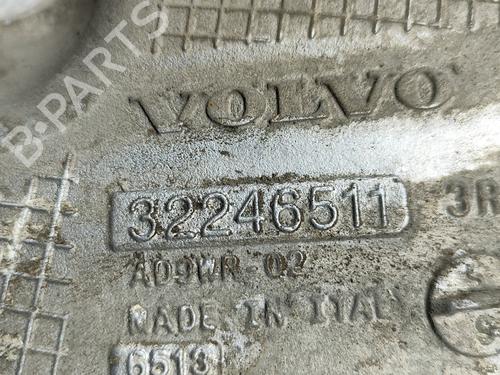 B-PARTS
VOLVO
32246511
3R
AD9WR-02
MADE IN ITALY
6513